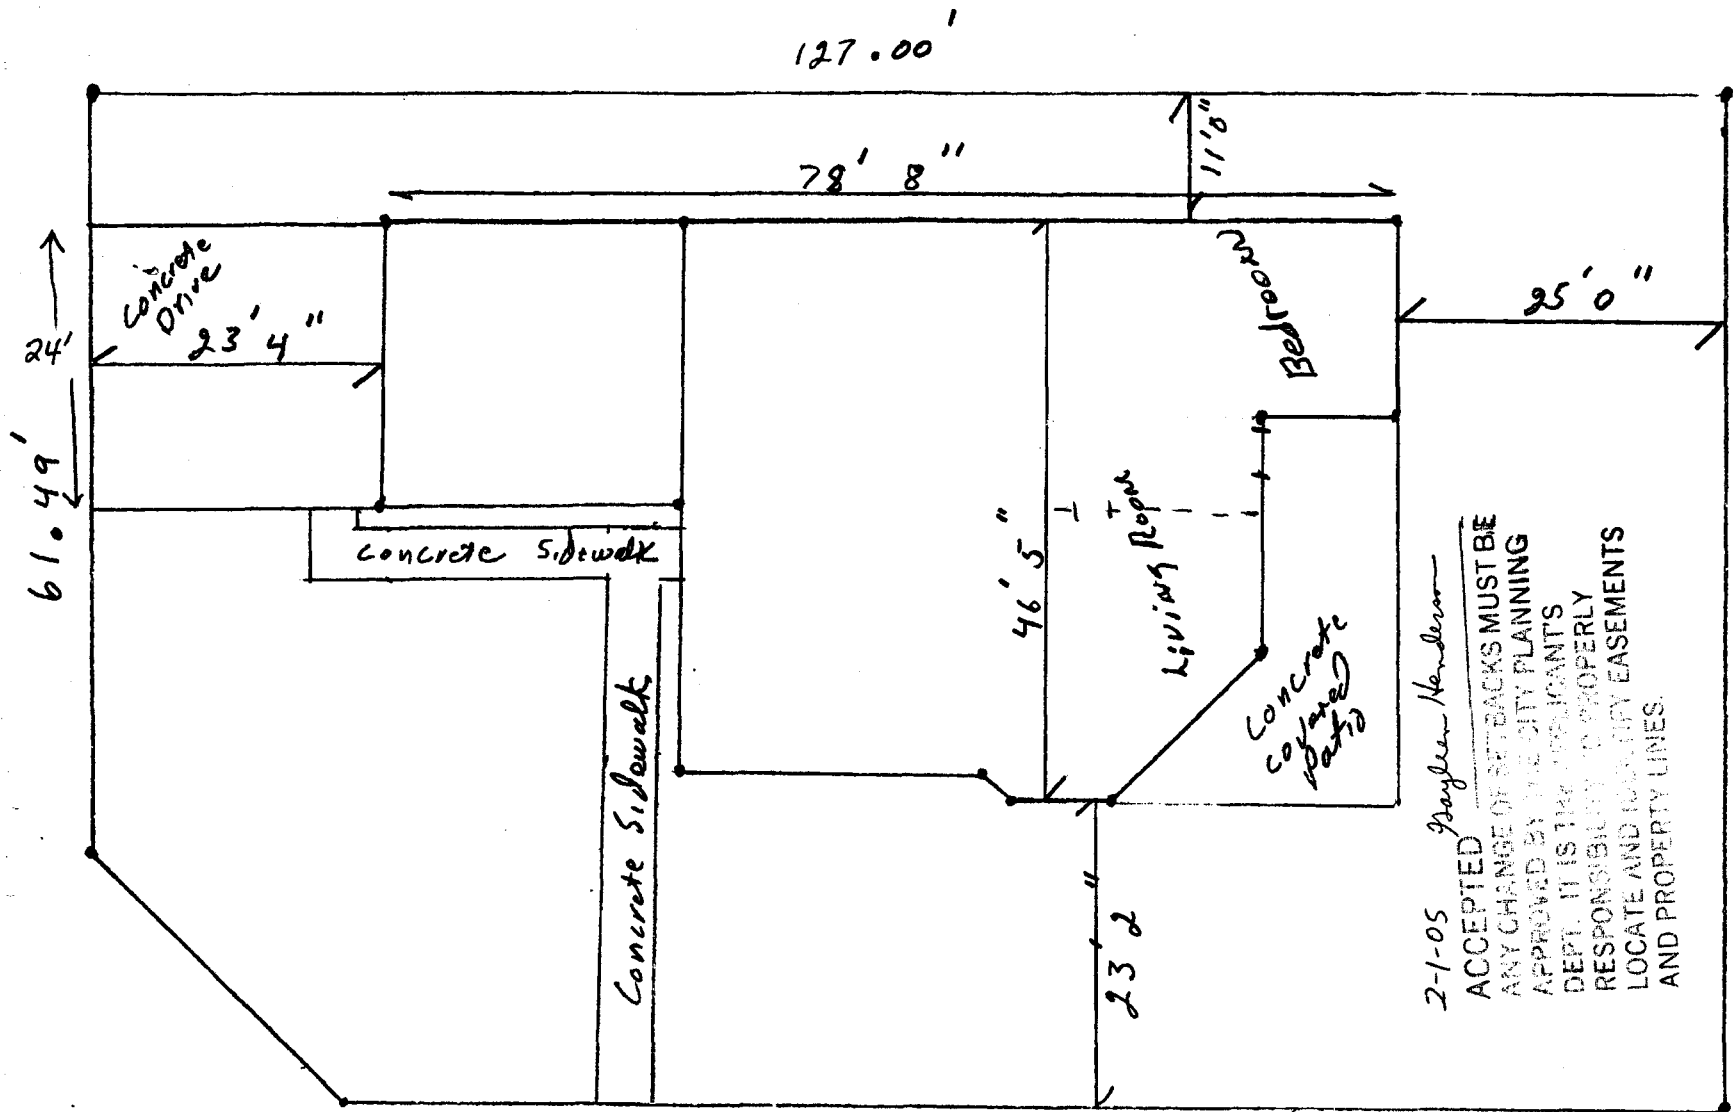 127.00'
78' 8"
11'0"
concrete
Drive
23' 4"
24'
61.49'
Bedroom
25' 0"
concrete Sidewalk
46' 5"
Living Room
Concrete
covered
Patio
Concrete Sidewalk
23' 2"
2-1-05 Gaylen Henderson
ACCEPTED
ANY CHANGE OF SETBACKS MUST BE
APPROVED BY THE CITY PLANNING
DEPT. IT IS THE APPLICANT'S
RESPONSIBILITY TO PROPERLY
LOCATE AND IDENTIFY EASEMENTS
AND PROPERTY LINES.